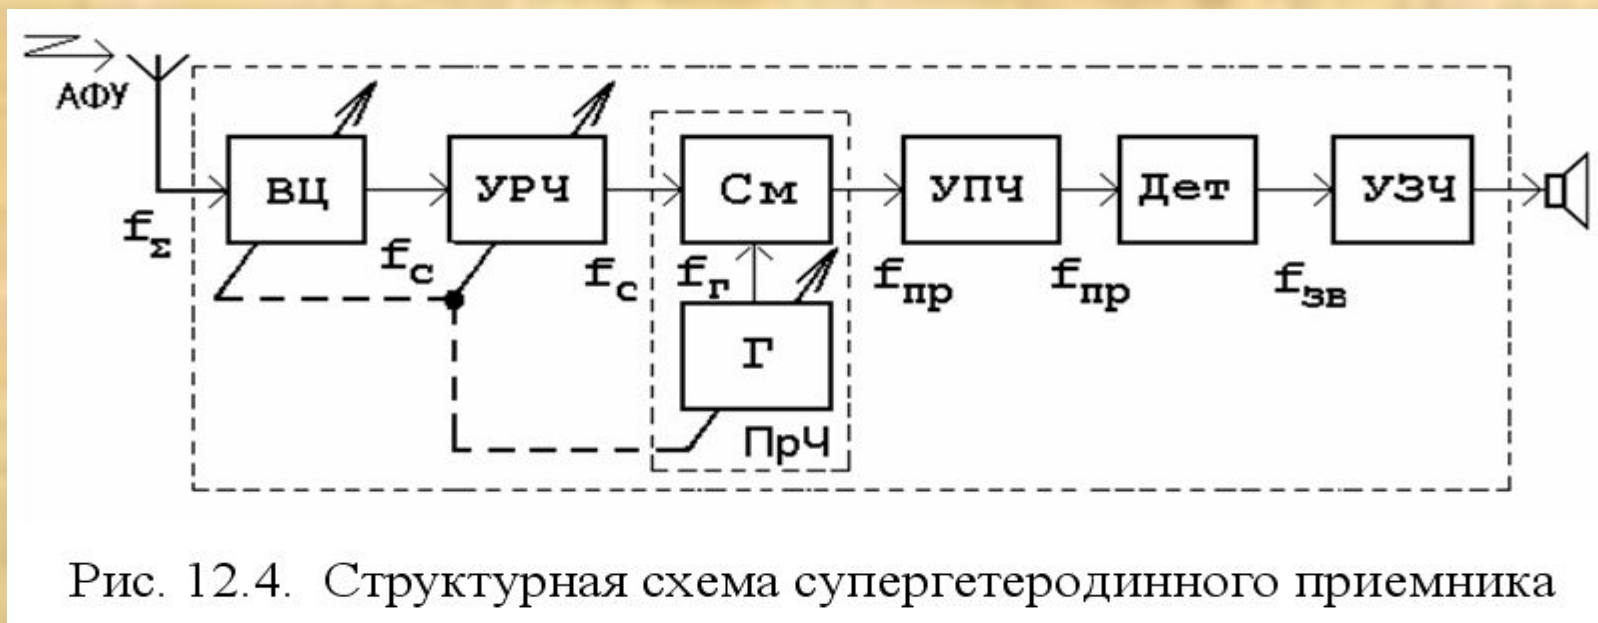 АФУ
ВЦ
УРЧ
См
УПЧ
Дет
УЗЧ
fΣ
fс
fс
fг
fпр
fпр
fзв
Г
ПрЧ
Рис. 12.4. Структурная схема супергетеродинного приемника